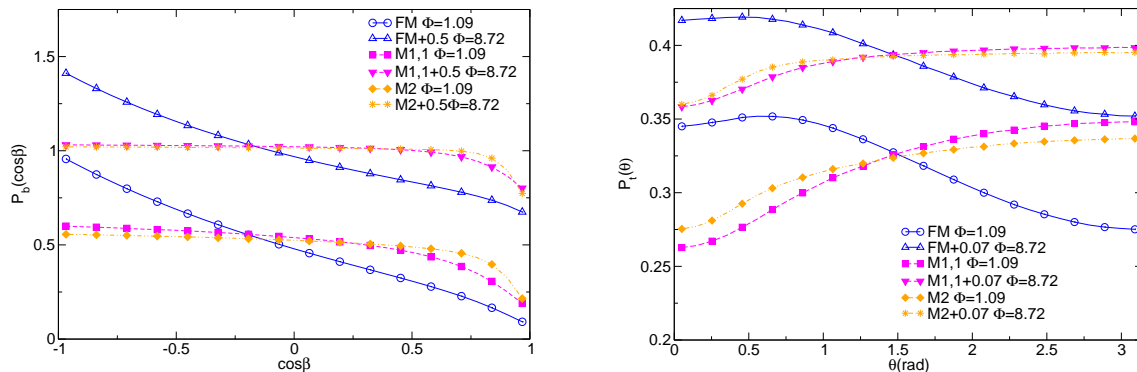 FM Φ=1.09
FM+0.5 Φ=8.72
M1,1 Φ=1.09
M1,1+0.5 Φ=8.72
M2 Φ=1.09
M2+0.5Φ=8.72
1.5
1
0.5
0
P_b(cosβ)
-1
-0.5
0
0.5
1
cosβ
0.4
0.35
0.3
0.25
0.2
P_t(θ)
FM Φ=1.09
FM+0.07 Φ=8.72
M1,1 Φ=1.09
M1,1+0.07 Φ=8.72
M2 Φ=1.09
M2+0.07 Φ=8.72
0
0.5
1
1.5
2
2.5
3
θ(rad)